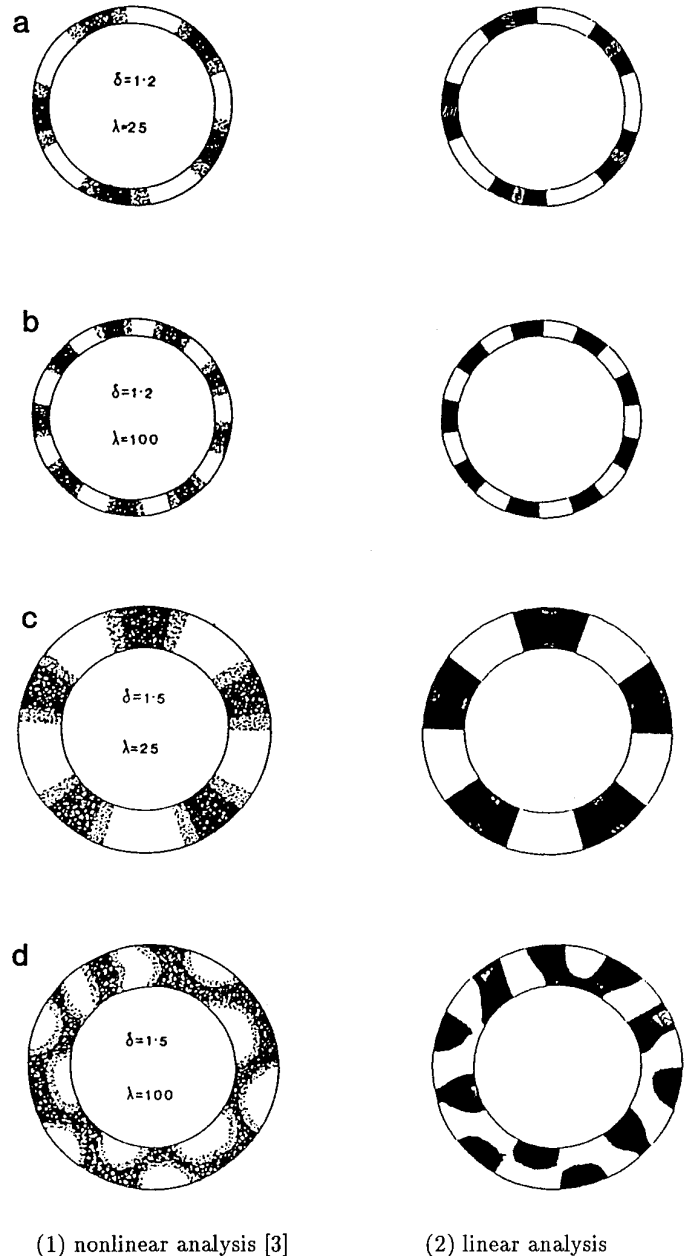 a
δ=1·2
λ=25
b
δ=1·2
λ=100
c
δ=1·5
λ=25
d
δ=1·5
λ=100
(1) nonlinear analysis [3]
(2) linear analysis